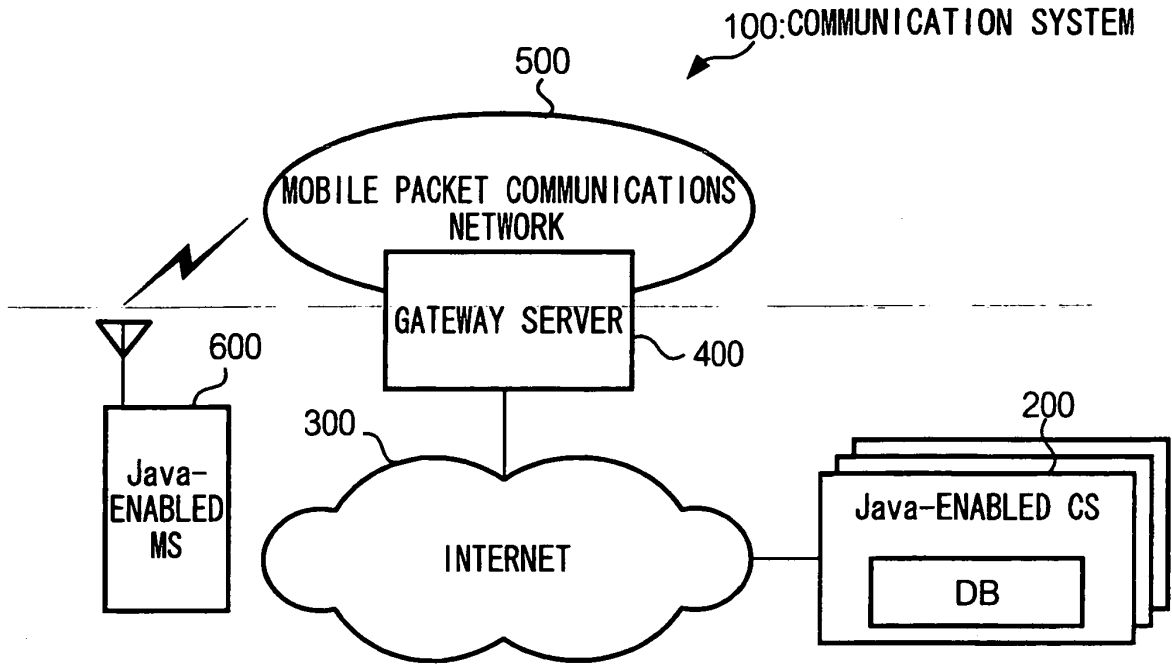 100:COMMUNICATION SYSTEM
500
MOBILE PACKET COMMUNICATIONS
NETWORK
GATEWAY SERVER
400
600
Java-
ENABLED
MS
300
INTERNET
200
Java-ENABLED CS
DB